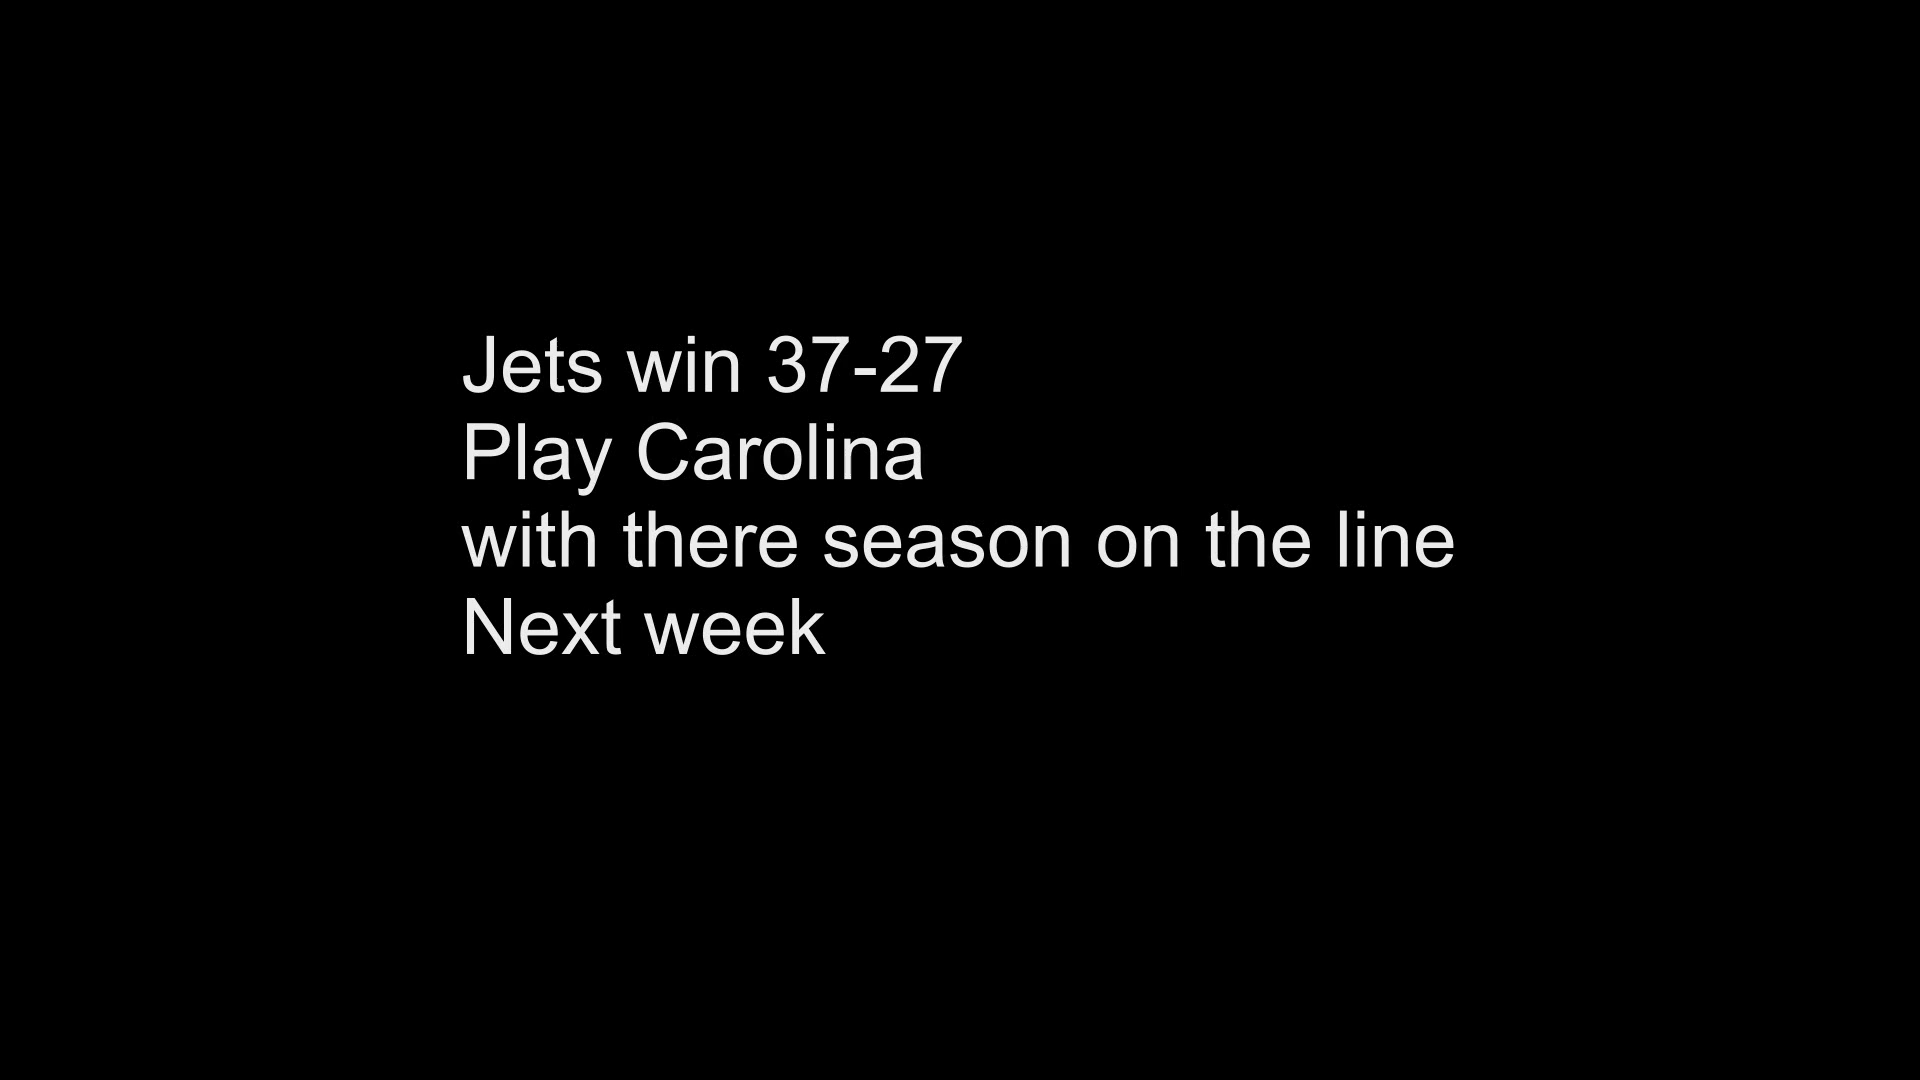 Jets win 37-27
Play Carolina
with there season on the line
Next week